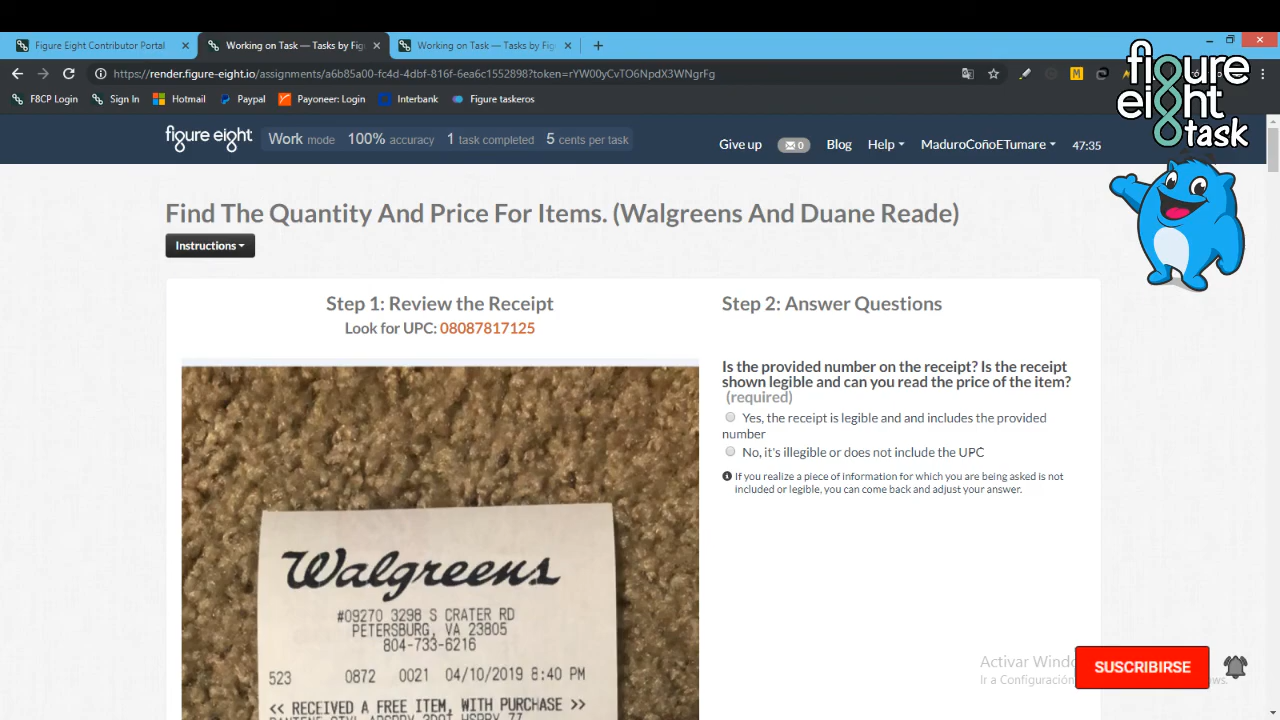 Figure Eight Contributor Portal
Working on Task — Tasks by Fig
Working on Task — Tasks by Fig
https://render.figure-eight.io/assignments/a6b85a00-fc4d-4dbf-816f-6ea6c1552898?token=rYW00yCvTO6NpdX3WNgrFg
F8CP Login
Sign In
Hotmail
Paypal
Payoneer: Login
Interbank
Figure taskeros
figure eight task
figure eight
Work mode
100% accuracy
1 task completed
5 cents per task
Give up
0
Blog
Help
MaduroCoñoETumare
47:35
Find The Quantity And Price For Items. (Walgreens And Duane Reade)
Instructions
Step 1: Review the Receipt
Look for UPC: 08087817125
Walgreens
#09270 3298 S CRATER RD
PETERSBURG, VA 23805
804-733-6216
523 0872 0021 04/10/2019 8:40 PM
<< RECEIVED A FREE ITEM, WITH PURCHASE >>
Step 2: Answer Questions
Is the provided number on the receipt? Is the receipt
shown legible and can you read the price of the item?
(required)
Yes, the receipt is legible and and includes the provided
number
No, it's illegible or does not include the UPC
If you realize a piece of information for which you are being asked is not
included or legible, you can come back and adjust your answer.
Activar Windo
Ir a Configuración
ws.
SUSCRIBIRSE